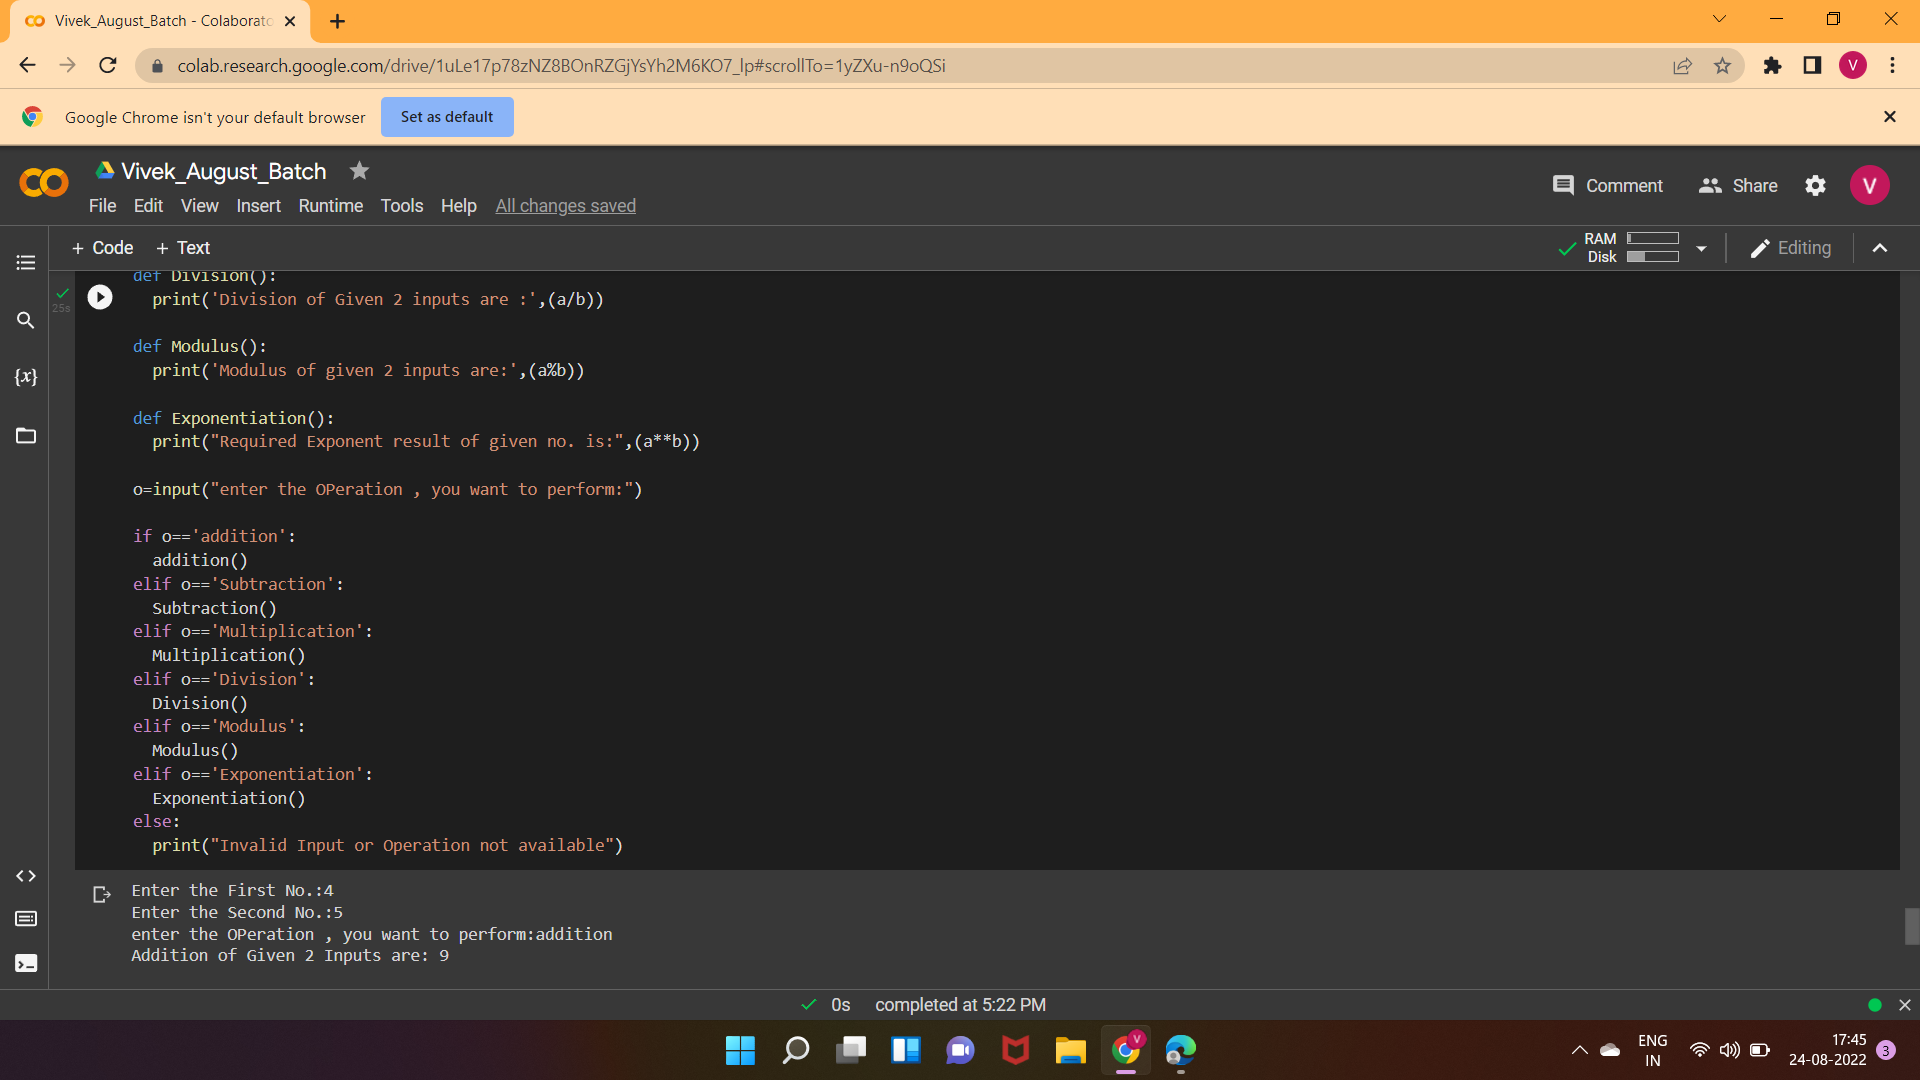 Vivek_August_Batch - Colaborato
colab.research.google.com/drive/1uLe17p78zNZ8BOnRZGjYsYh2M6KO7_lp#scrollTo=1yZXu-n9oQSi
V
Google Chrome isn't your default browser
Set as default
Vivek_August_Batch
File Edit View Insert Runtime Tools Help All changes saved
Comment
Share
V
+ Code + Text
RAM
Disk
Editing
25s
{x}
def Division():
print('Division of Given 2 inputs are :',(a/b))
def Modulus():
print('Modulus of given 2 inputs are:',(a%b))
def Exponentiation():
print("Required Exponent result of given no. is:",(a**b))
o=input("enter the OPeration , you want to perform:")
if o=='addition':
addition()
elif o=='Subtraction':
Subtraction()
elif o=='Multiplication':
Multiplication()
elif o=='Division':
Division()
elif o=='Modulus':
Modulus()
elif o=='Exponentiation':
Exponentiation()
else:
print("Invalid Input or Operation not available")
Enter the First No.:4
Enter the Second No.:5
enter the OPeration , you want to perform:addition
Addition of Given 2 Inputs are: 9
0s completed at 5:22 PM
V
ENG
IN
17:45
24-08-2022
3